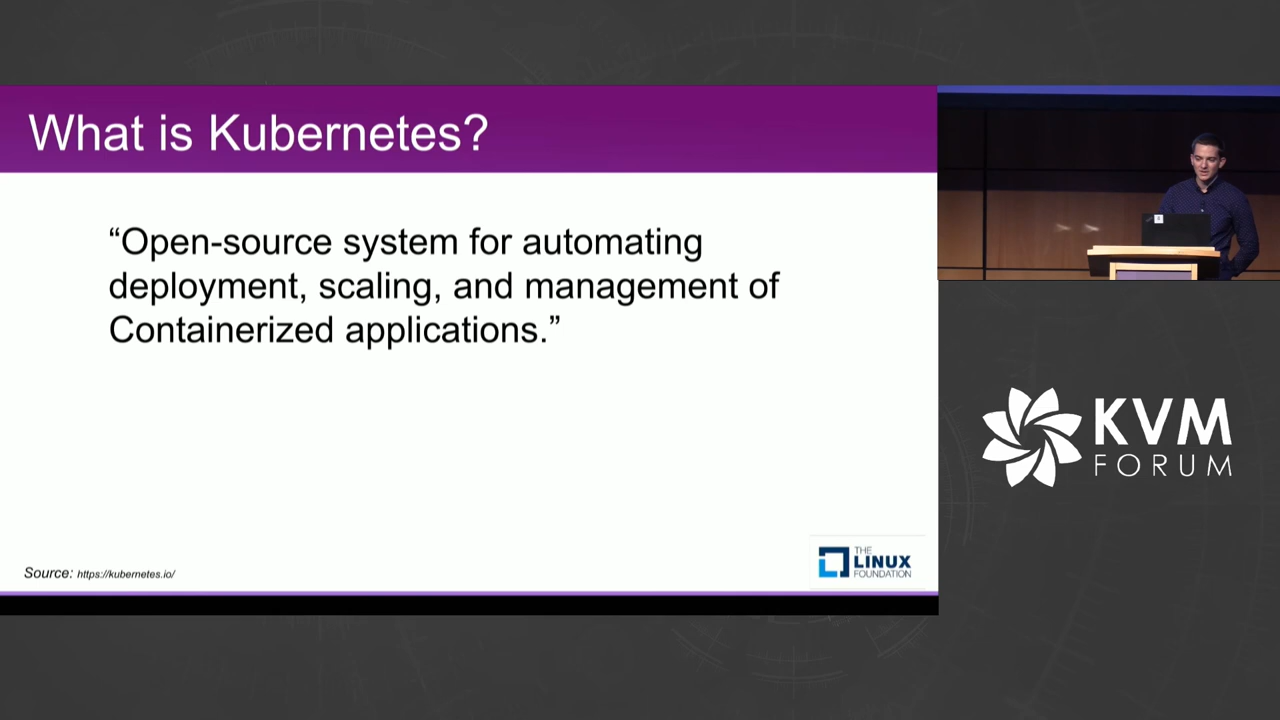 What is Kubernetes?
“Open-source system for automating
deployment, scaling, and management of
Containerized applications.”
Source: https://kubernetes.io/
THE
LINUX
FOUNDATION
KVM
FORUM